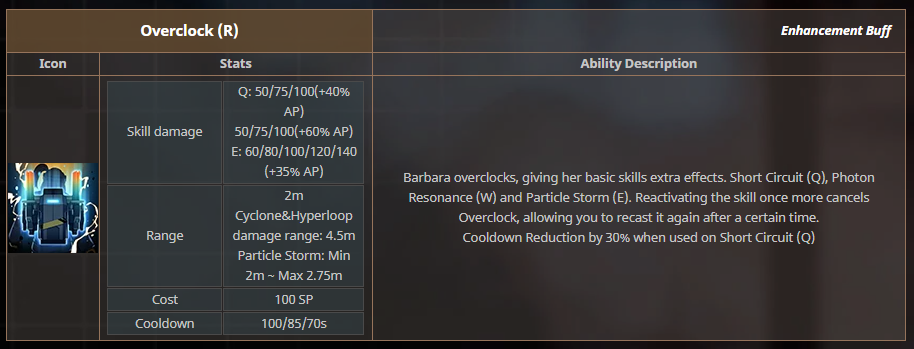 Overclock (R)
Enhancement Buff
Icon
Stats
Ability Description
Skill damage
Q: 50/75/100(+40%
AP)
50/75/100(+60% AP)
E: 60/80/100/120/140
(+35% AP)
Range
2m
Cyclone&Hyperloop
damage range: 4.5m
Particle Storm: Min
2m ~ Max 2.75m
Cost
100 SP
Cooldown
100/85/70s
Barbara overclocks, giving her basic skills extra effects. Short Circuit (Q), Photon
Resonance (W) and Particle Storm (E). Reactivating the skill once more cancels
Overclock, allowing you to recast it again after a certain time.
Cooldown Reduction by 30% when used on Short Circuit (Q)